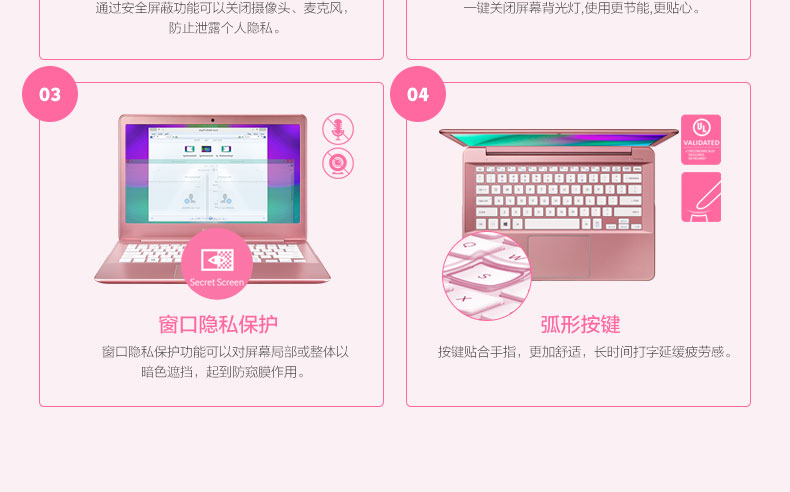 通过安全屏蔽功能可以关闭摄像头、麦克风，
防止泄露个人隐私。
一键关闭屏幕背光灯,使用更节能,更贴心。
03
Secret Screen
窗口隐私保护
窗口隐私保护功能可以对屏幕局部或整体以
暗色遮挡，起到防窥膜作用。
04
UL
VALIDATED
Q
W
S
X
弧形按键
按键贴合手指，更加舒适，长时间打字延缓疲劳感。